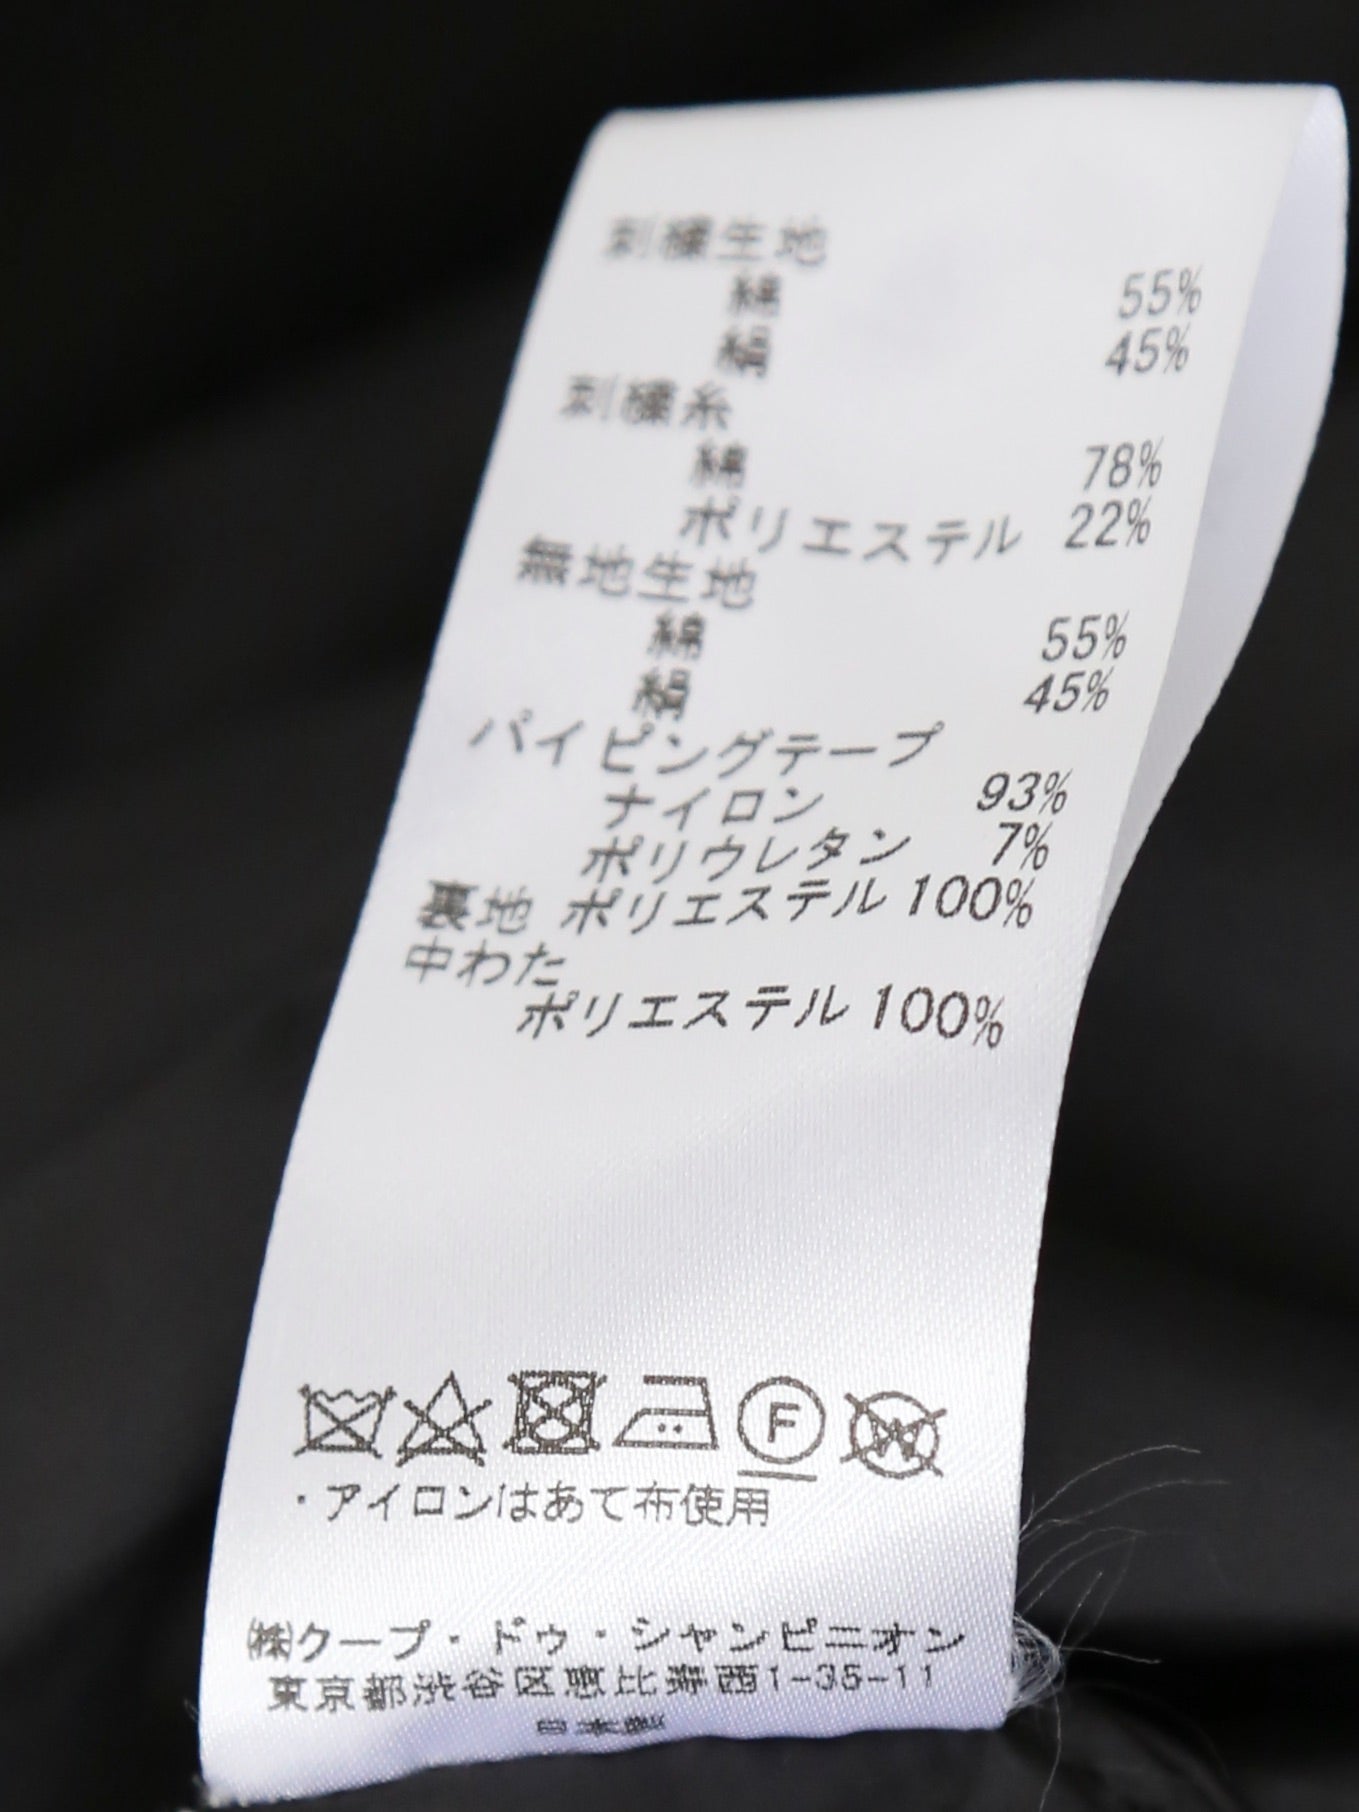 刺繍生地
綿 55%
絹 45%
刺繍糸
綿 78%
ポリエステル 22%
無地生地
綿 55%
絹 45%
パイピングテープ
ナイロン 93%
ポリウレタン 7%
裏地 ポリエステル 100%
中わた
ポリエステル 100%
F W
・アイロンはあて布使用
㈱クープ・ドゥ・シャンピニオン
東京都渋谷区恵比寿西1-35-11
日本製